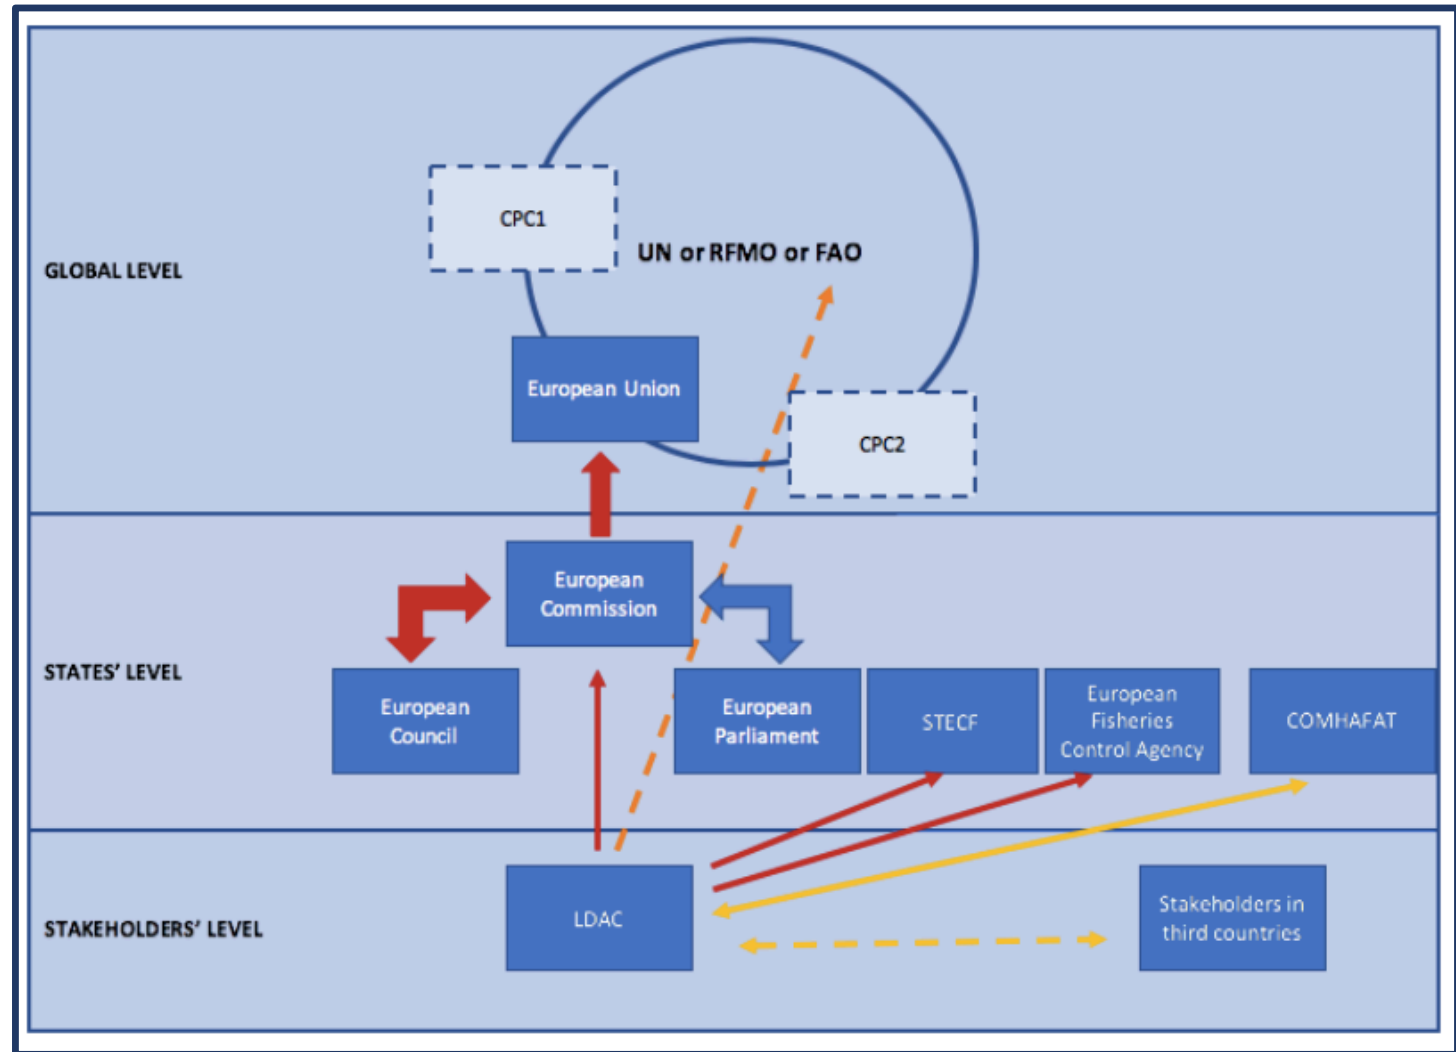 CPC1
UN or RFMO or FAO
GLOBAL LEVEL
European Union
CPC2
European
Commission
STATES' LEVEL
European
Council
European
Parliament
STECF
European
Fisheries
Control Agency
COMHAFAT
LDAC
Stakeholders in
third countries
STAKEHOLDERS' LEVEL